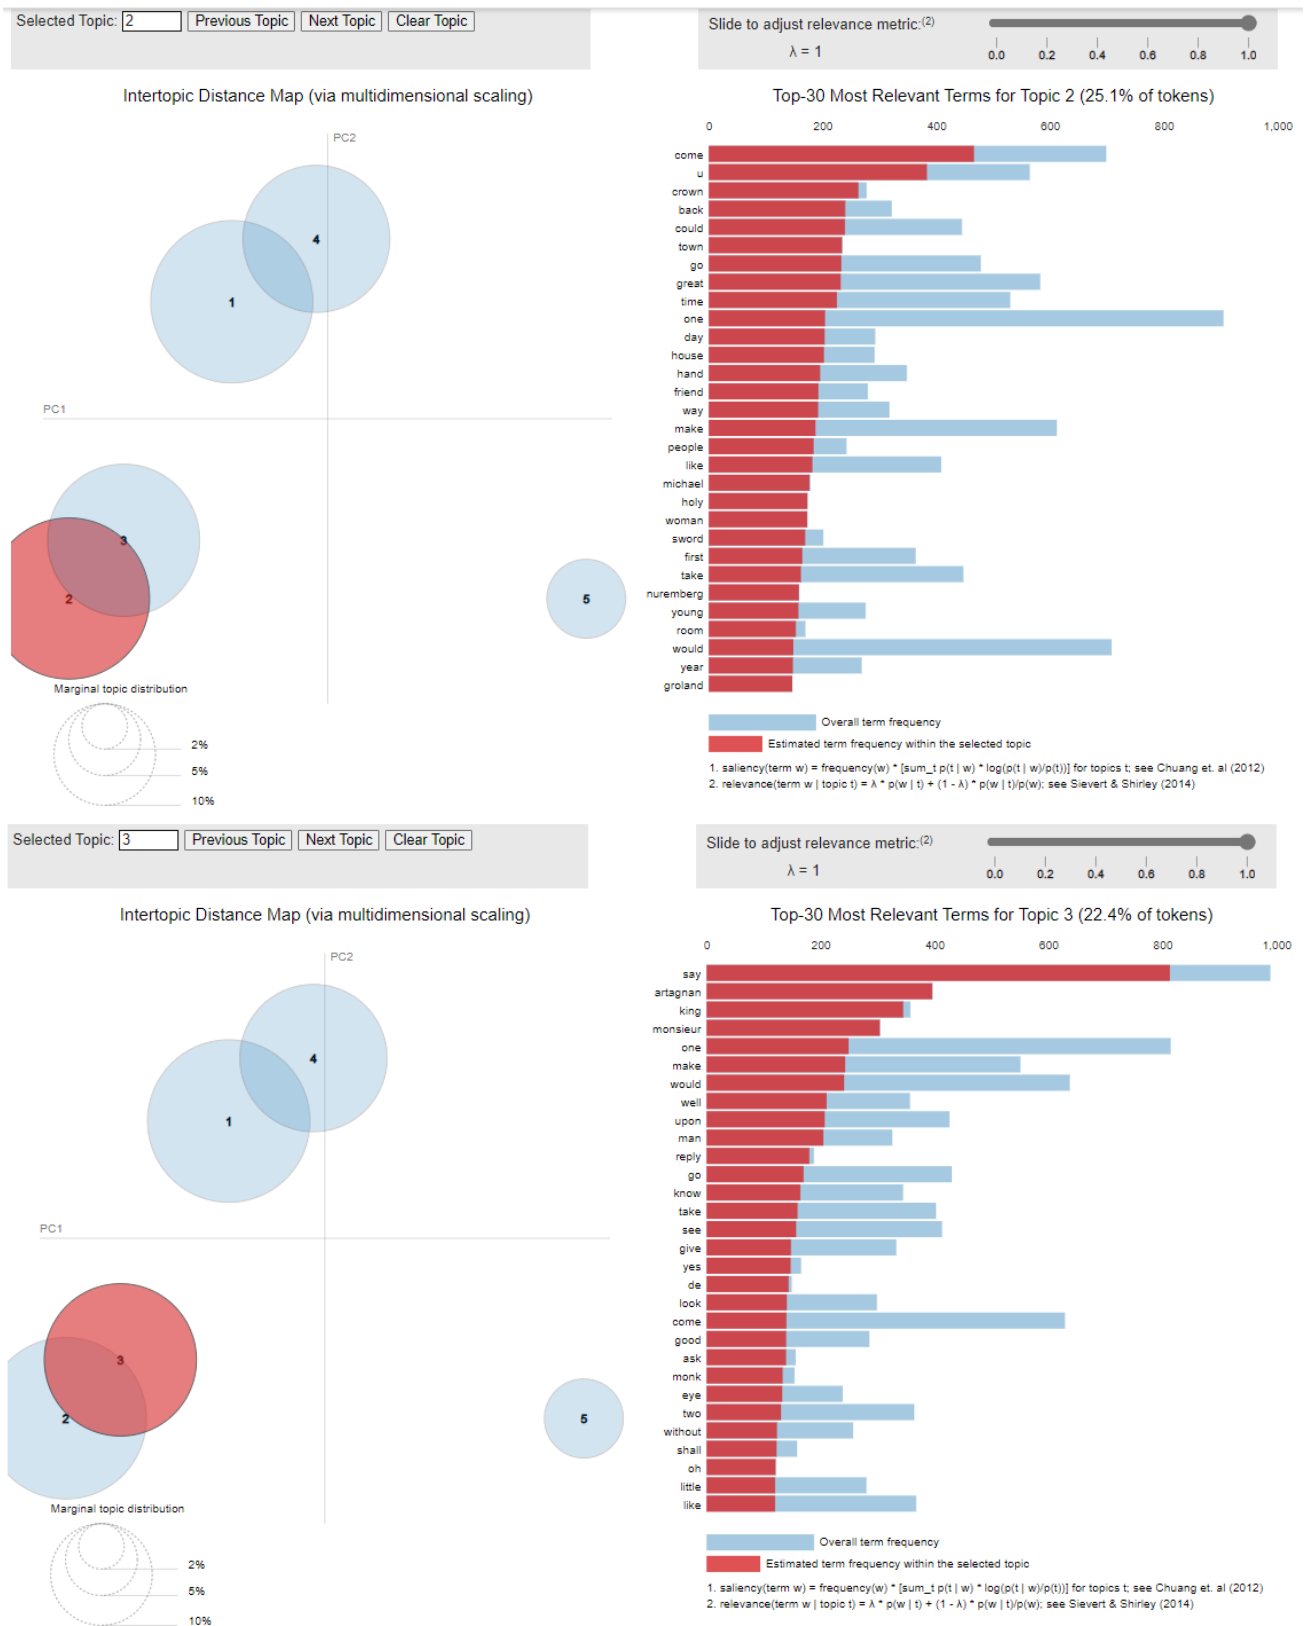 Selected Topic: 2 Previous Topic Next Topic Clear Topic
Slide to adjust relevance metric:(2)
λ = 1
0.0 0.2 0.4 0.6 0.8 1.0
Intertopic Distance Map (via multidimensional scaling)
PC2
4
1
PC1
3
2
5
Marginal topic distribution
2%
5%
10%
Top-30 Most Relevant Terms for Topic 2 (25.1% of tokens)
0 200 400 600 800 1,000
come
u
crown
back
could
town
go
great
time
one
day
house
hand
friend
way
make
people
like
michael
holy
woman
sword
first
take
nuremberg
young
room
would
year
groland
Overall term frequency
Estimated term frequency within the selected topic
1. saliency(term w) = frequency(w) * [sum_t p(t | w) * log(p(t | w)/p(t))] for topics t; see Chuang et. al (2012)
2. relevance(term w | topic t) = λ * p(w | t) + (1 - λ) * p(w | t)/p(w); see Sievert & Shirley (2014)
Selected Topic: 3 Previous Topic Next Topic Clear Topic
Slide to adjust relevance metric:(2)
λ = 1
0.0 0.2 0.4 0.6 0.8 1.0
Intertopic Distance Map (via multidimensional scaling)
PC2
4
1
PC1
3
2
5
Marginal topic distribution
2%
5%
10%
Top-30 Most Relevant Terms for Topic 3 (22.4% of tokens)
0 200 400 600 800 1,000
say
artagnan
king
monsieur
one
make
would
well
upon
man
reply
go
know
take
see
give
yes
de
look
come
good
ask
monk
eye
two
without
shall
oh
little
like
Overall term frequency
Estimated term frequency within the selected topic
1. saliency(term w) = frequency(w) * [sum_t p(t | w) * log(p(t | w)/p(t))] for topics t; see Chuang et. al (2012)
2. relevance(term w | topic t) = λ * p(w | t) + (1 - λ) * p(w | t)/p(w); see Sievert & Shirley (2014)